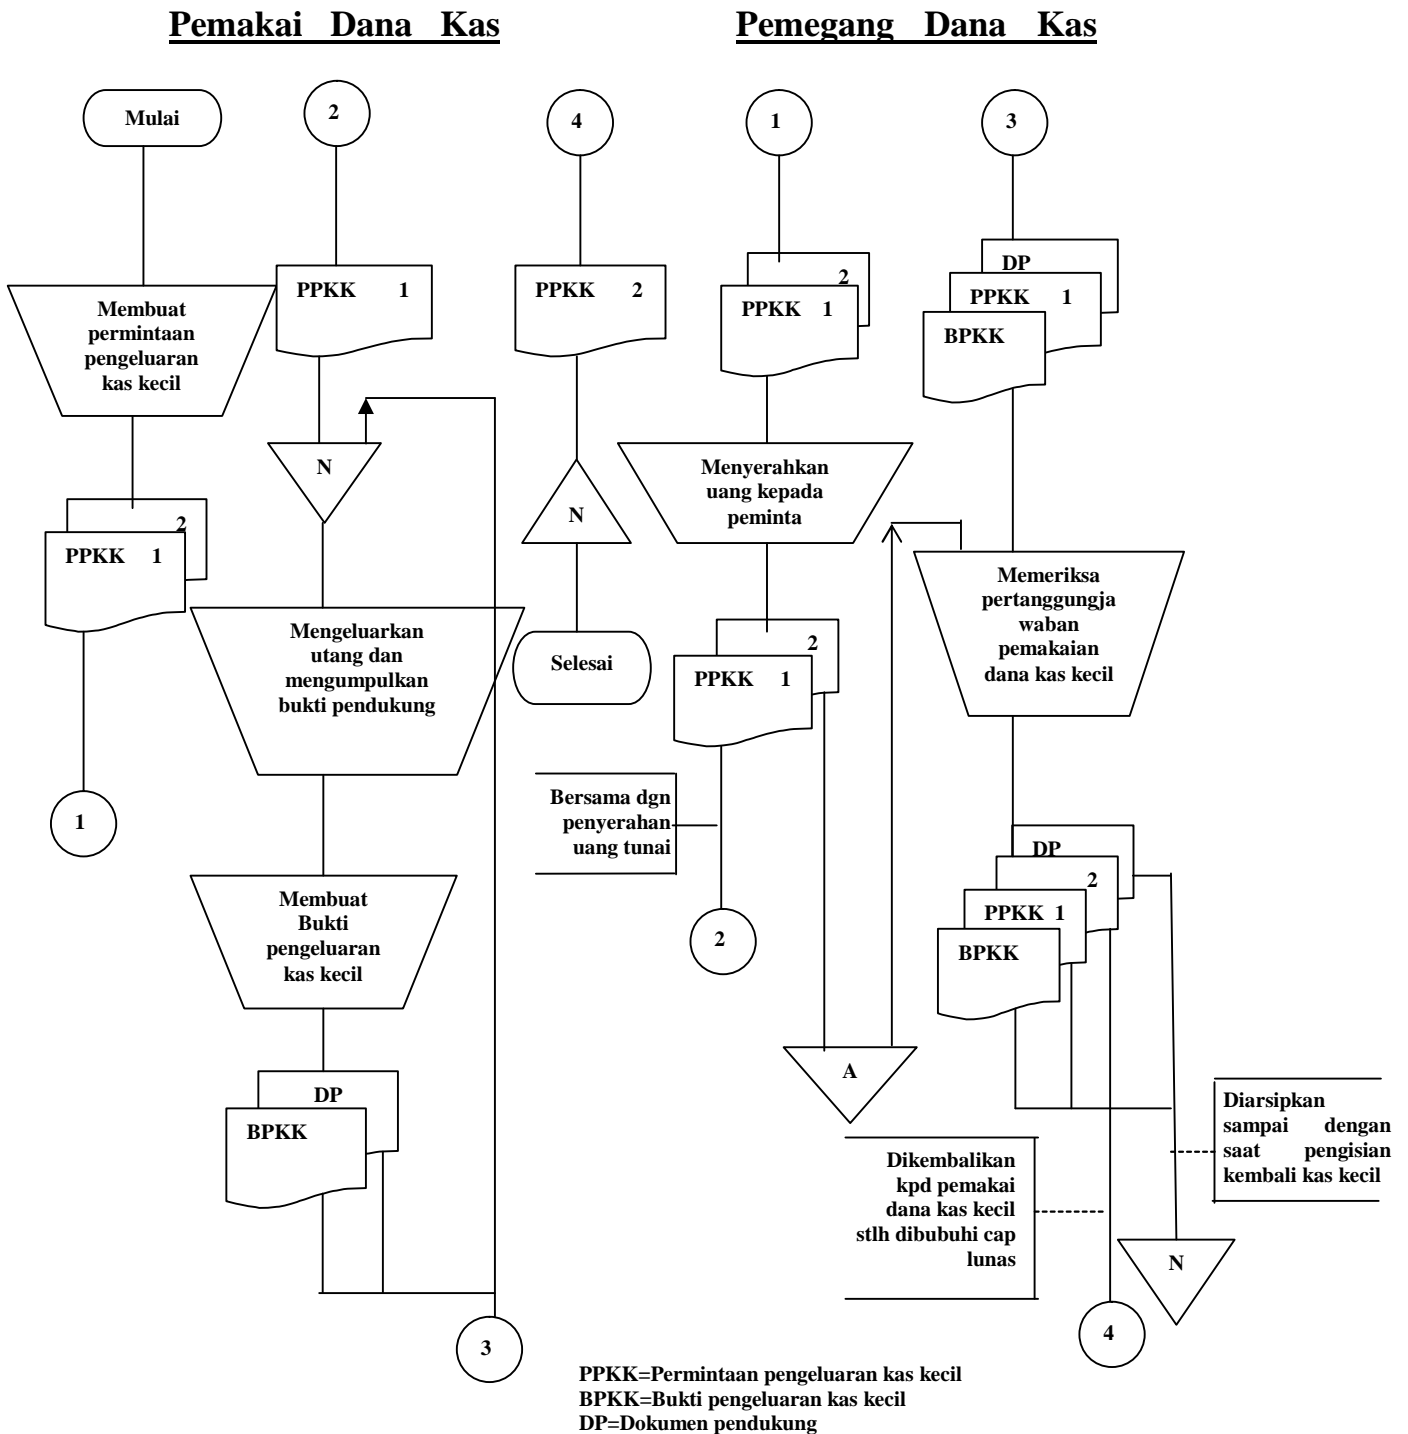 Pemakai Dana Kas
Pemegang Dana Kas
Mulai
Membuat
permintaan
pengeluaran
kas kecil
2
PPKK 1
1
2
PPKK 1
N
Mengeluarkan
utang dan
mengumpulkan
bukti pendukung
Membuat
Bukti
pengeluaran
kas kecil
DP
BPKK
3
4
PPKK 2
N
Selesai
1
2
PPKK 1
Menyerahkan
uang kepada
peminta
2
PPKK 1
Bersama dgn
penyerahan
uang tunai
2
A
3
DP
PPKK 1
BPKK
Memeriksa
pertanggungja
waban
pemakaian
dana kas kecil
DP
2
PPKK 1
BPKK
Dikembalikan
kpd pemakai
dana kas kecil
stlh dibubuhi cap
lunas
4
Diarsipkan
sampai dengan
saat pengisian
kembali kas kecil
N
PPKK=Permintaan pengeluaran kas kecil
BPKK=Bukti pengeluaran kas kecil
DP=Dokumen pendukung